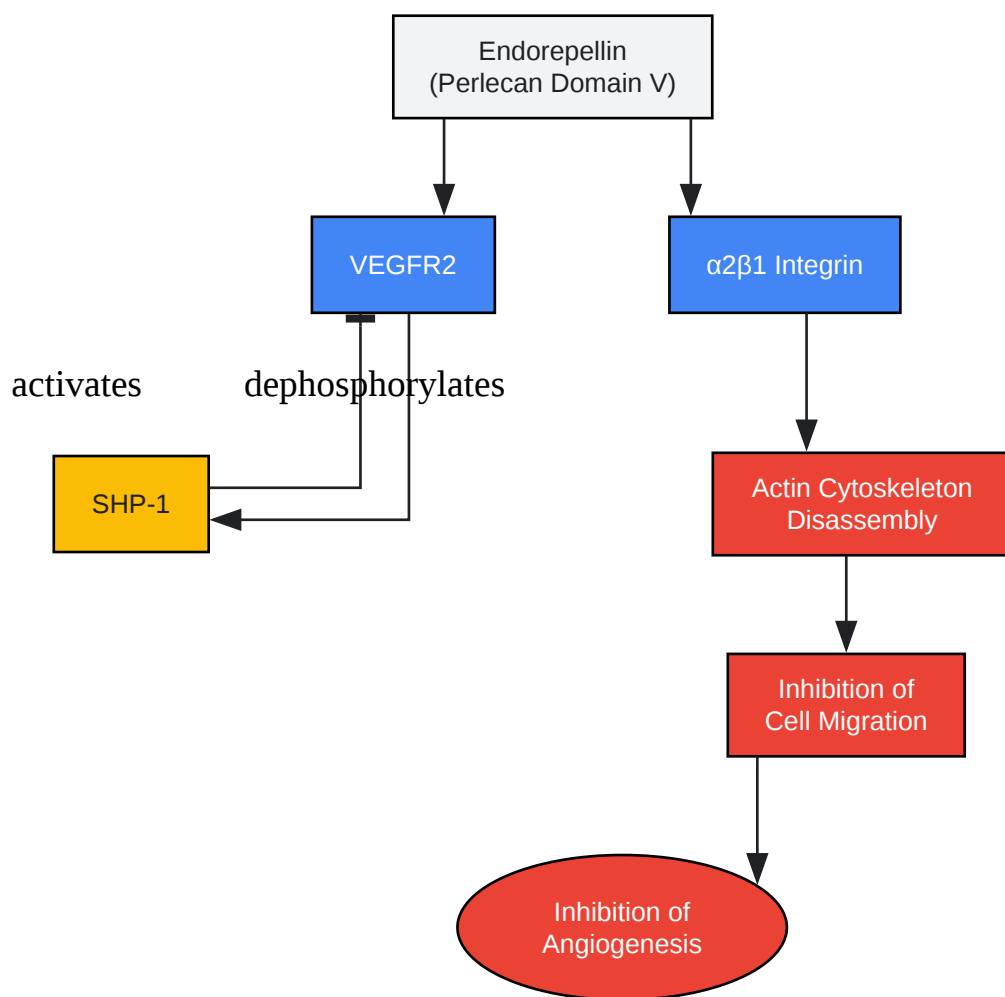 Endorepellin
(Perlecan Domain V)
VEGFR2
α2β1 Integrin
activates
dephosphorylates
SHP-1
Actin Cytoskeleton
Disassembly
Inhibition of
Cell Migration
Inhibition of
Angiogenesis